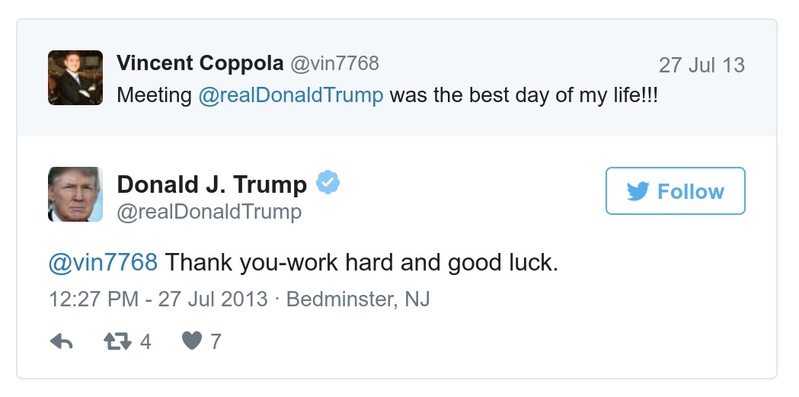 Vincent Coppola @vin7768 27 Jul 13
Meeting @realDonaldTrump was the best day of my life!!!
Donald J. Trump
@realDonaldTrump
Follow
@vin7768 Thank you-work hard and good luck.
12:27 PM - 27 Jul 2013 · Bedminster, NJ
4 7